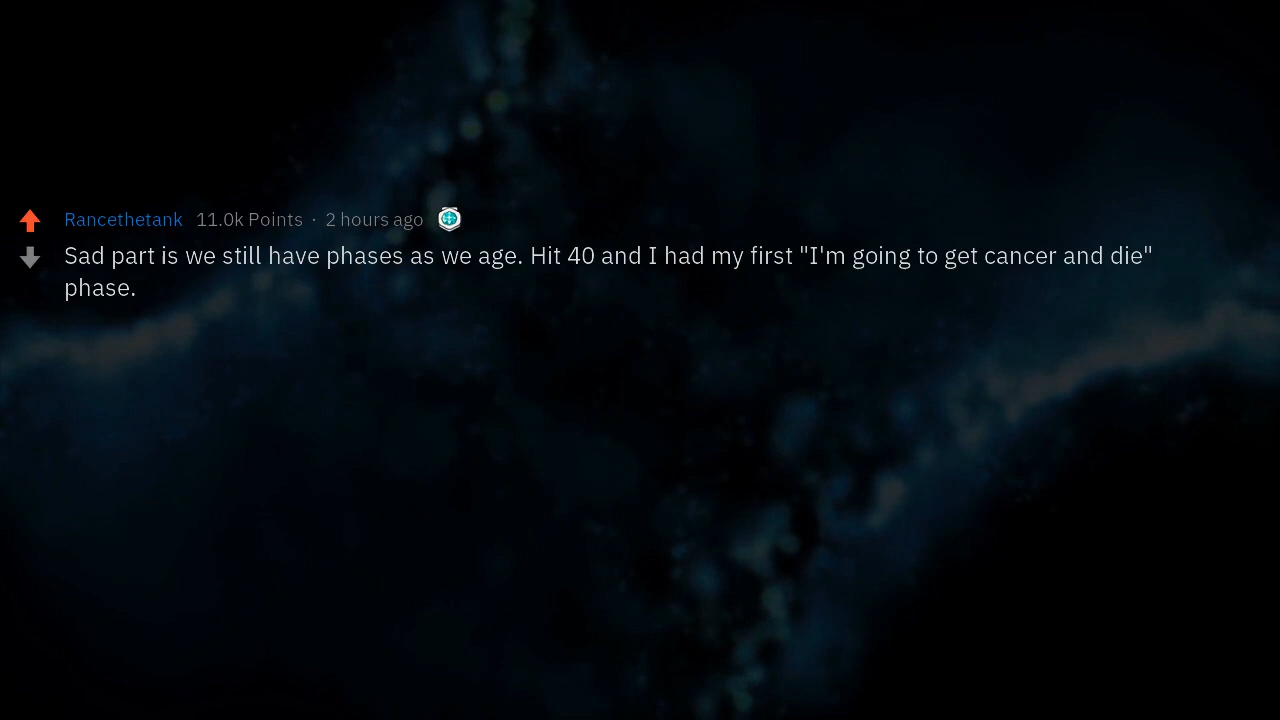 Rancethetank 11.0k Points · 2 hours ago
Sad part is we still have phases as we age. Hit 40 and I had my first "I'm going to get cancer and die"
phase.